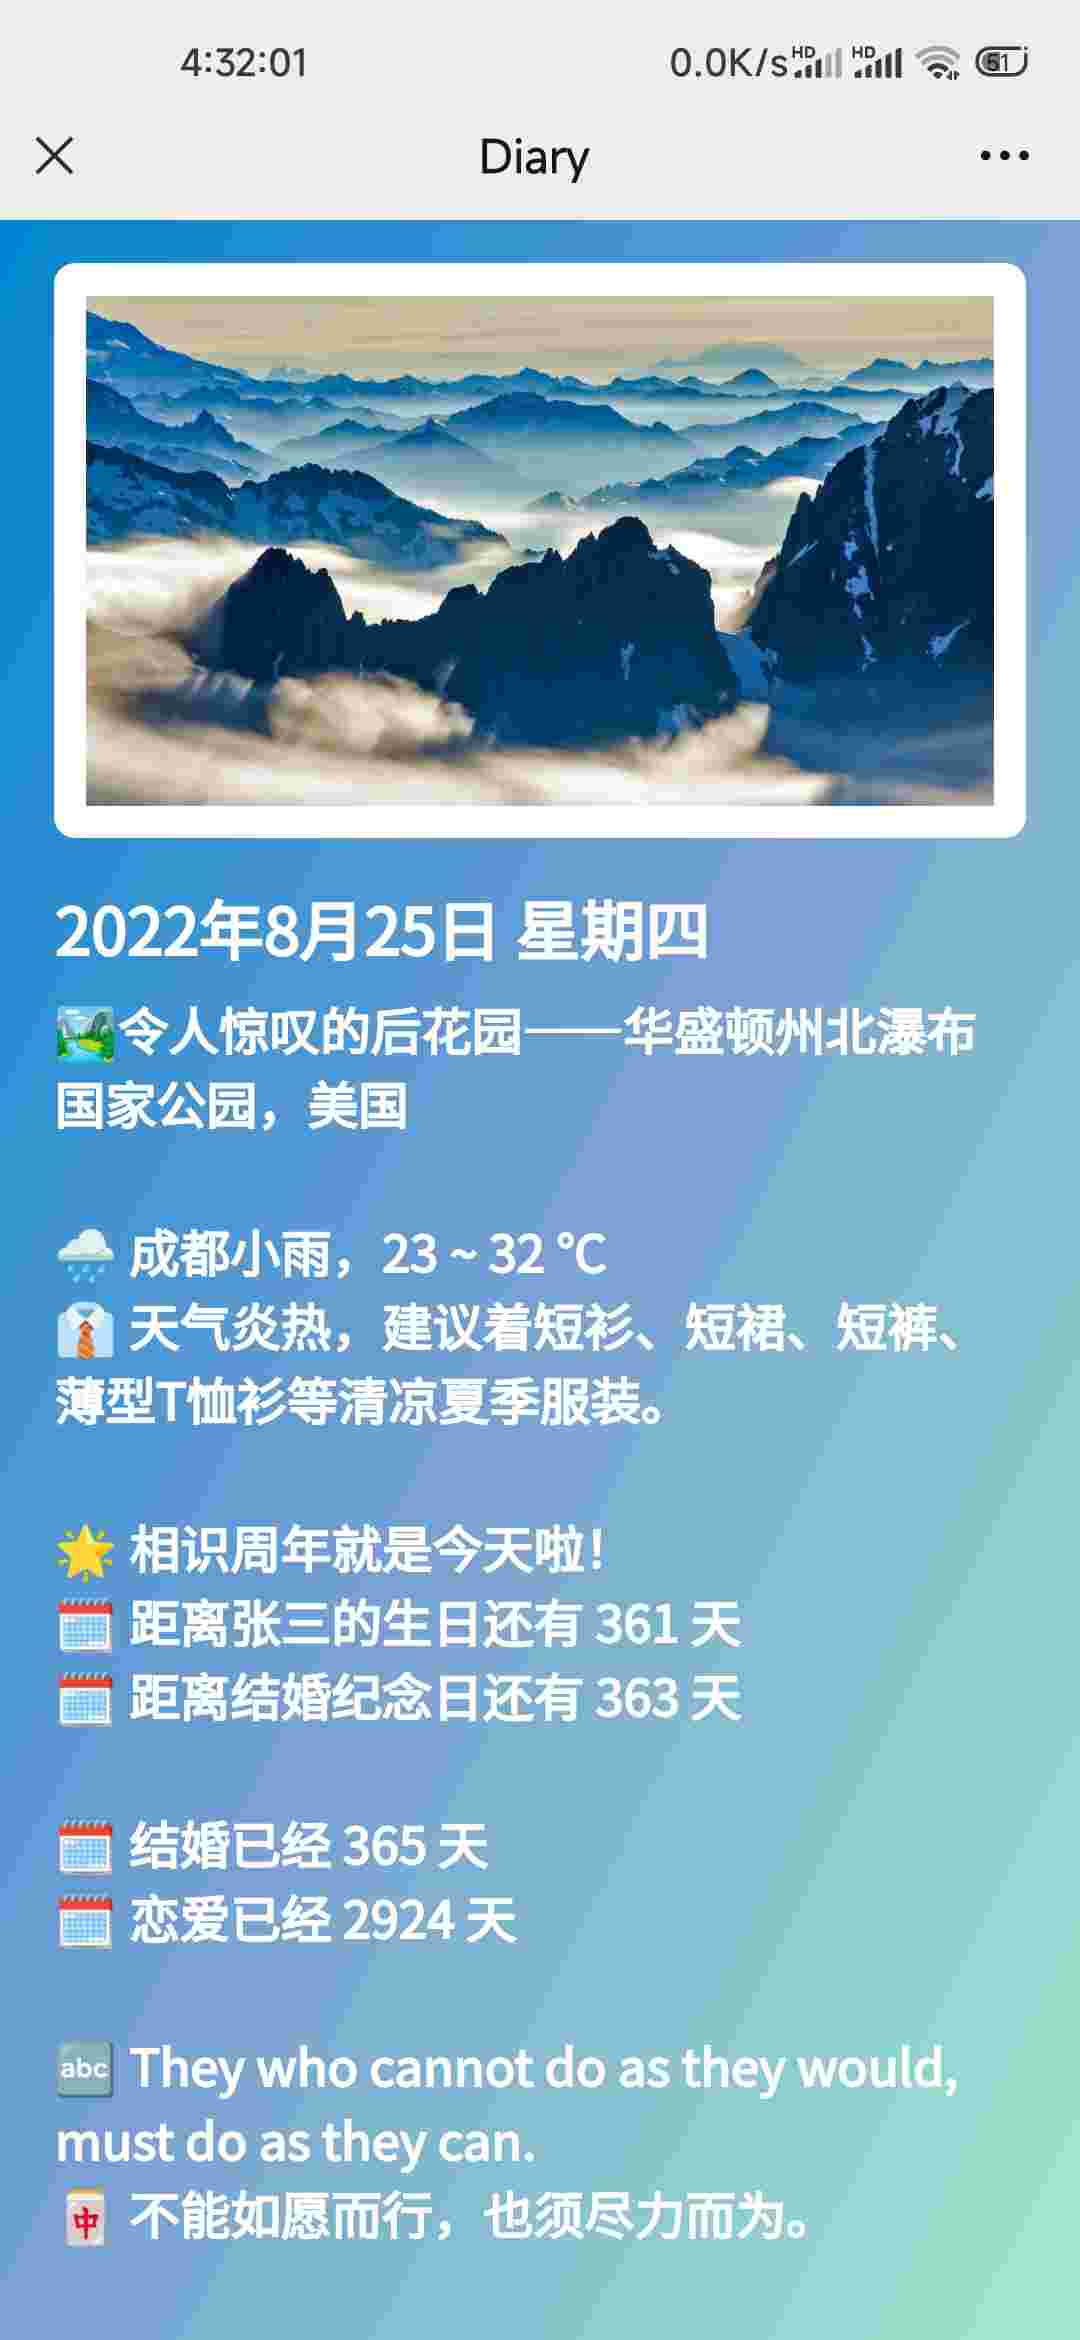 4:32:01
0.0K/s HD HD 51
Diary
2022年8月25日 星期四
令人惊叹的后花园——华盛顿州北瀑布
国家公园，美国
成都小雨，23 ~ 32 ℃
天气炎热，建议着短衫、短裙、短裤、
薄型T恤衫等清凉夏季服装。
相识周年就是今天啦！
距离张三的生日还有 361 天
距离结婚纪念日还有 363 天
结婚已经 365 天
恋爱已经 2924 天
abc They who cannot do as they would,
must do as they can.
中 不能如愿而行，也须尽力而为。